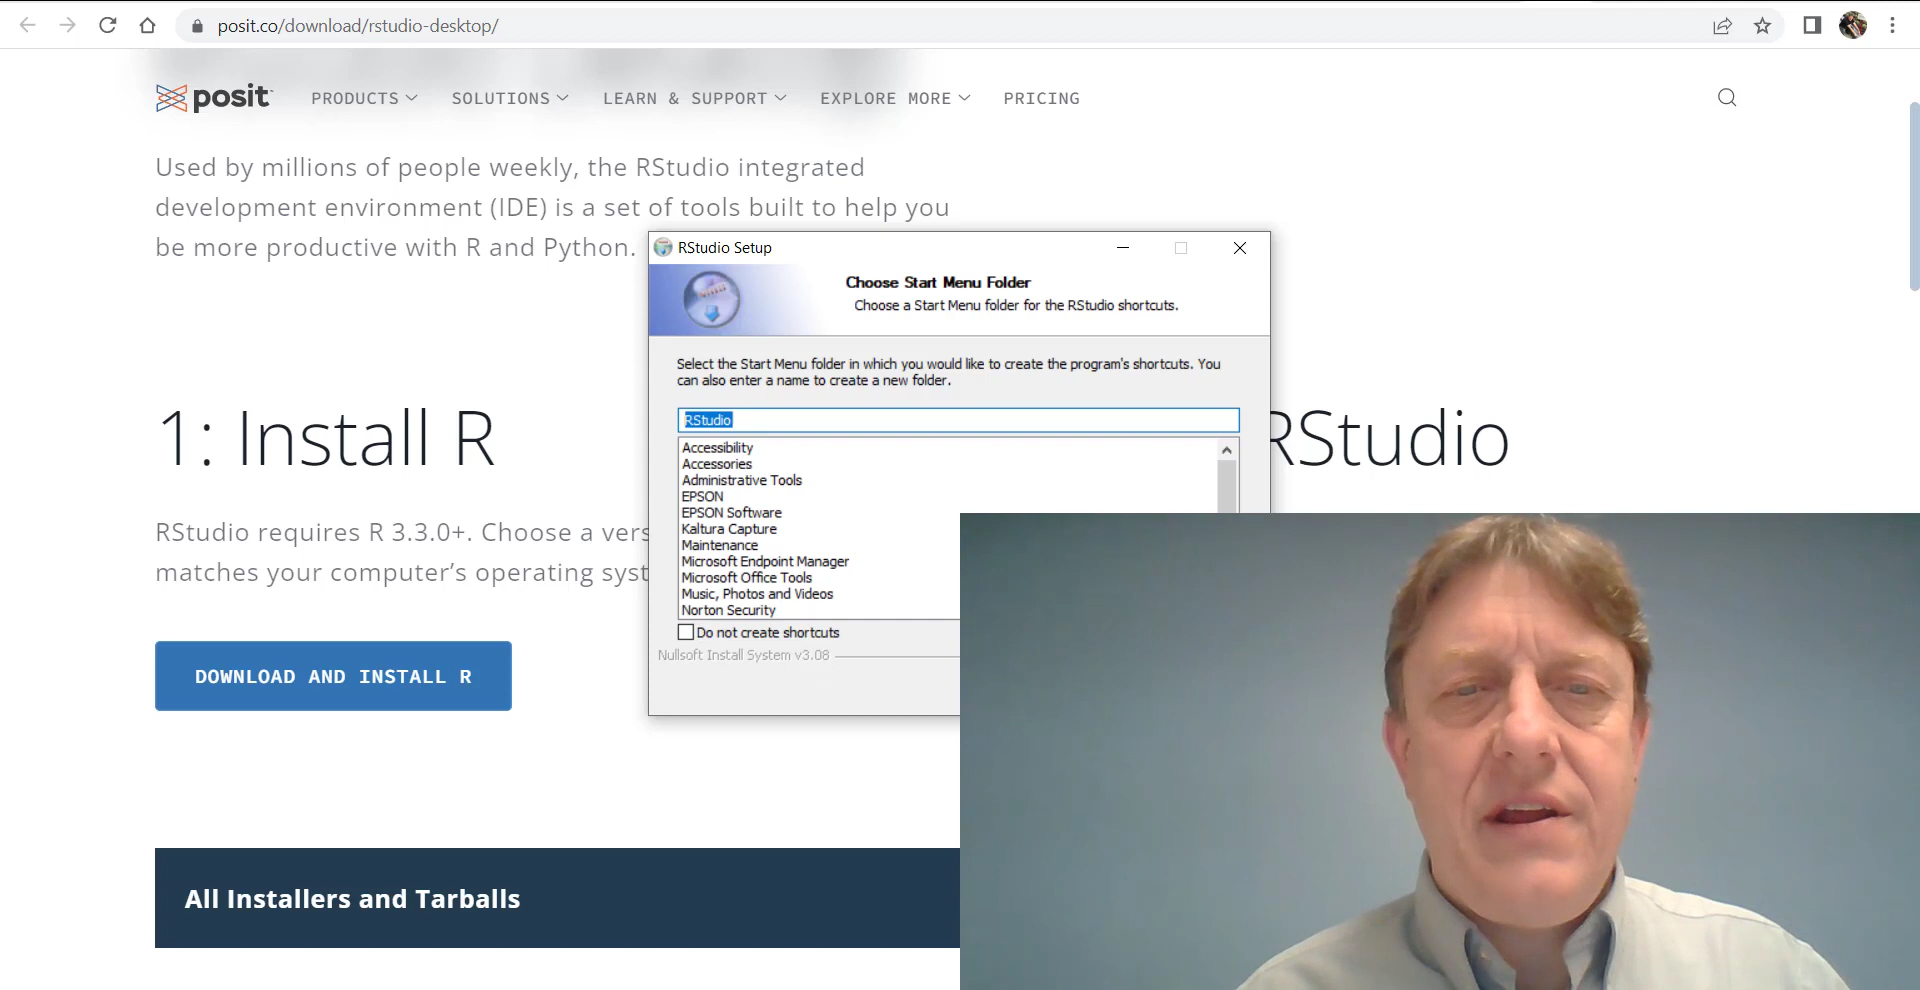 posit.co/download/rstudio-desktop/
posit
PRODUCTS
SOLUTIONS
LEARN & SUPPORT
EXPLORE MORE
PRICING
Used by millions of people weekly, the RStudio integrated
development environment (IDE) is a set of tools built to help you
be more productive with R and Python.
RStudio Setup
Choose Start Menu Folder
Choose a Start Menu folder for the RStudio shortcuts.
Select the Start Menu folder in which you would like to create the program's shortcuts. You
can also enter a name to create a new folder.
RStudio
Accessibility
Accessories
Administrative Tools
EPSON
EPSON Software
Kaltura Capture
Maintenance
Microsoft Endpoint Manager
Microsoft Office Tools
Music, Photos and Videos
Norton Security
Do not create shortcuts
Nullsoft Install System v3.08
1: Install R
RStudio
RStudio requires R 3.3.0+. Choose a vers
matches your computer's operating syst
DOWNLOAD AND INSTALL R
All Installers and Tarballs